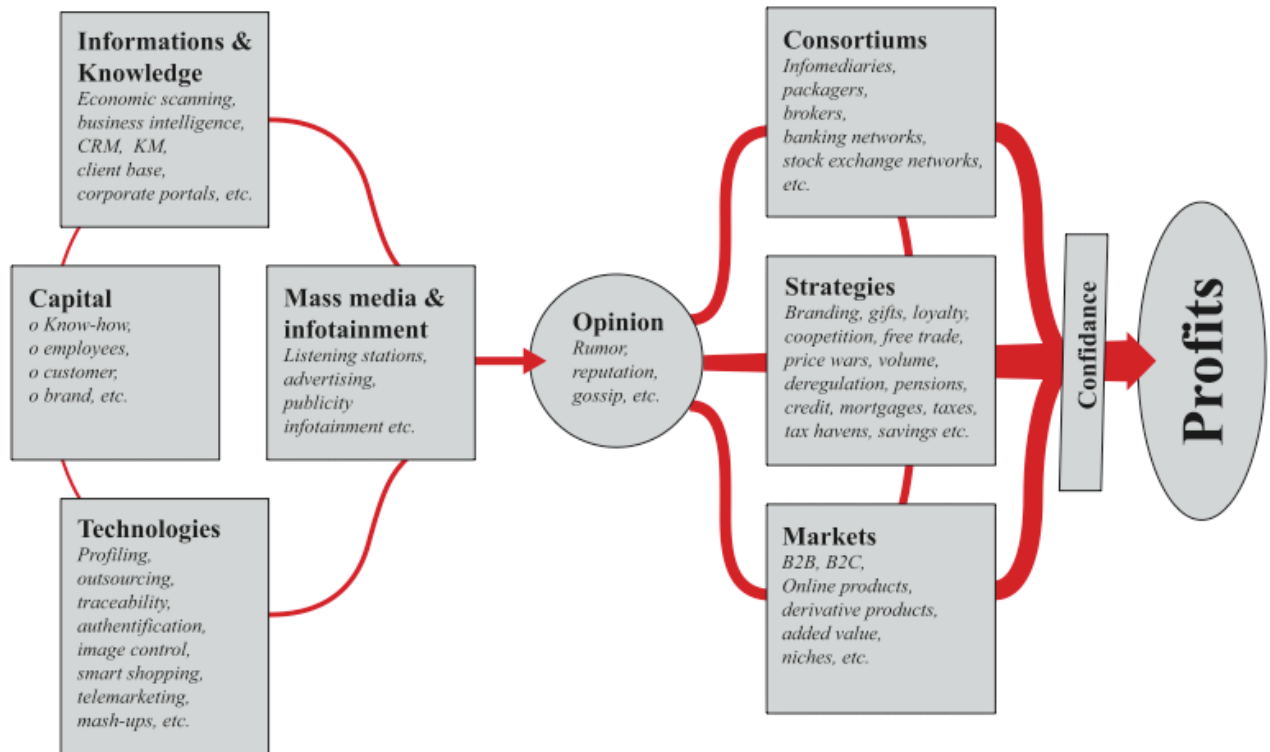 Informations &
Knowledge
Economic scanning,
business intelligence,
CRM, KM,
client base,
corporate portals, etc.
Capital
o Know-how,
o employees,
o customer,
o brand, etc.
Technologies
Profiling,
outsourcing,
traceability,
authentification,
image control,
smart shopping,
telemarketing,
mash-ups, etc.
Mass media &
infotainment
Listening stations,
advertising,
publicity
infotainment etc.
Opinion
Rumor,
reputation,
gossip, etc.
Consortiums
Infomediaries,
packagers,
brokers,
banking networks,
stock exchange networks,
etc.
Strategies
Branding, gifts, loyalty,
coopetition, free trade,
price wars, volume,
deregulation, pensions,
credit, mortgages, taxes,
tax havens, savings etc.
Markets
B2B, B2C,
Online products,
derivative products,
added value,
niches, etc.
Confidance
Profits